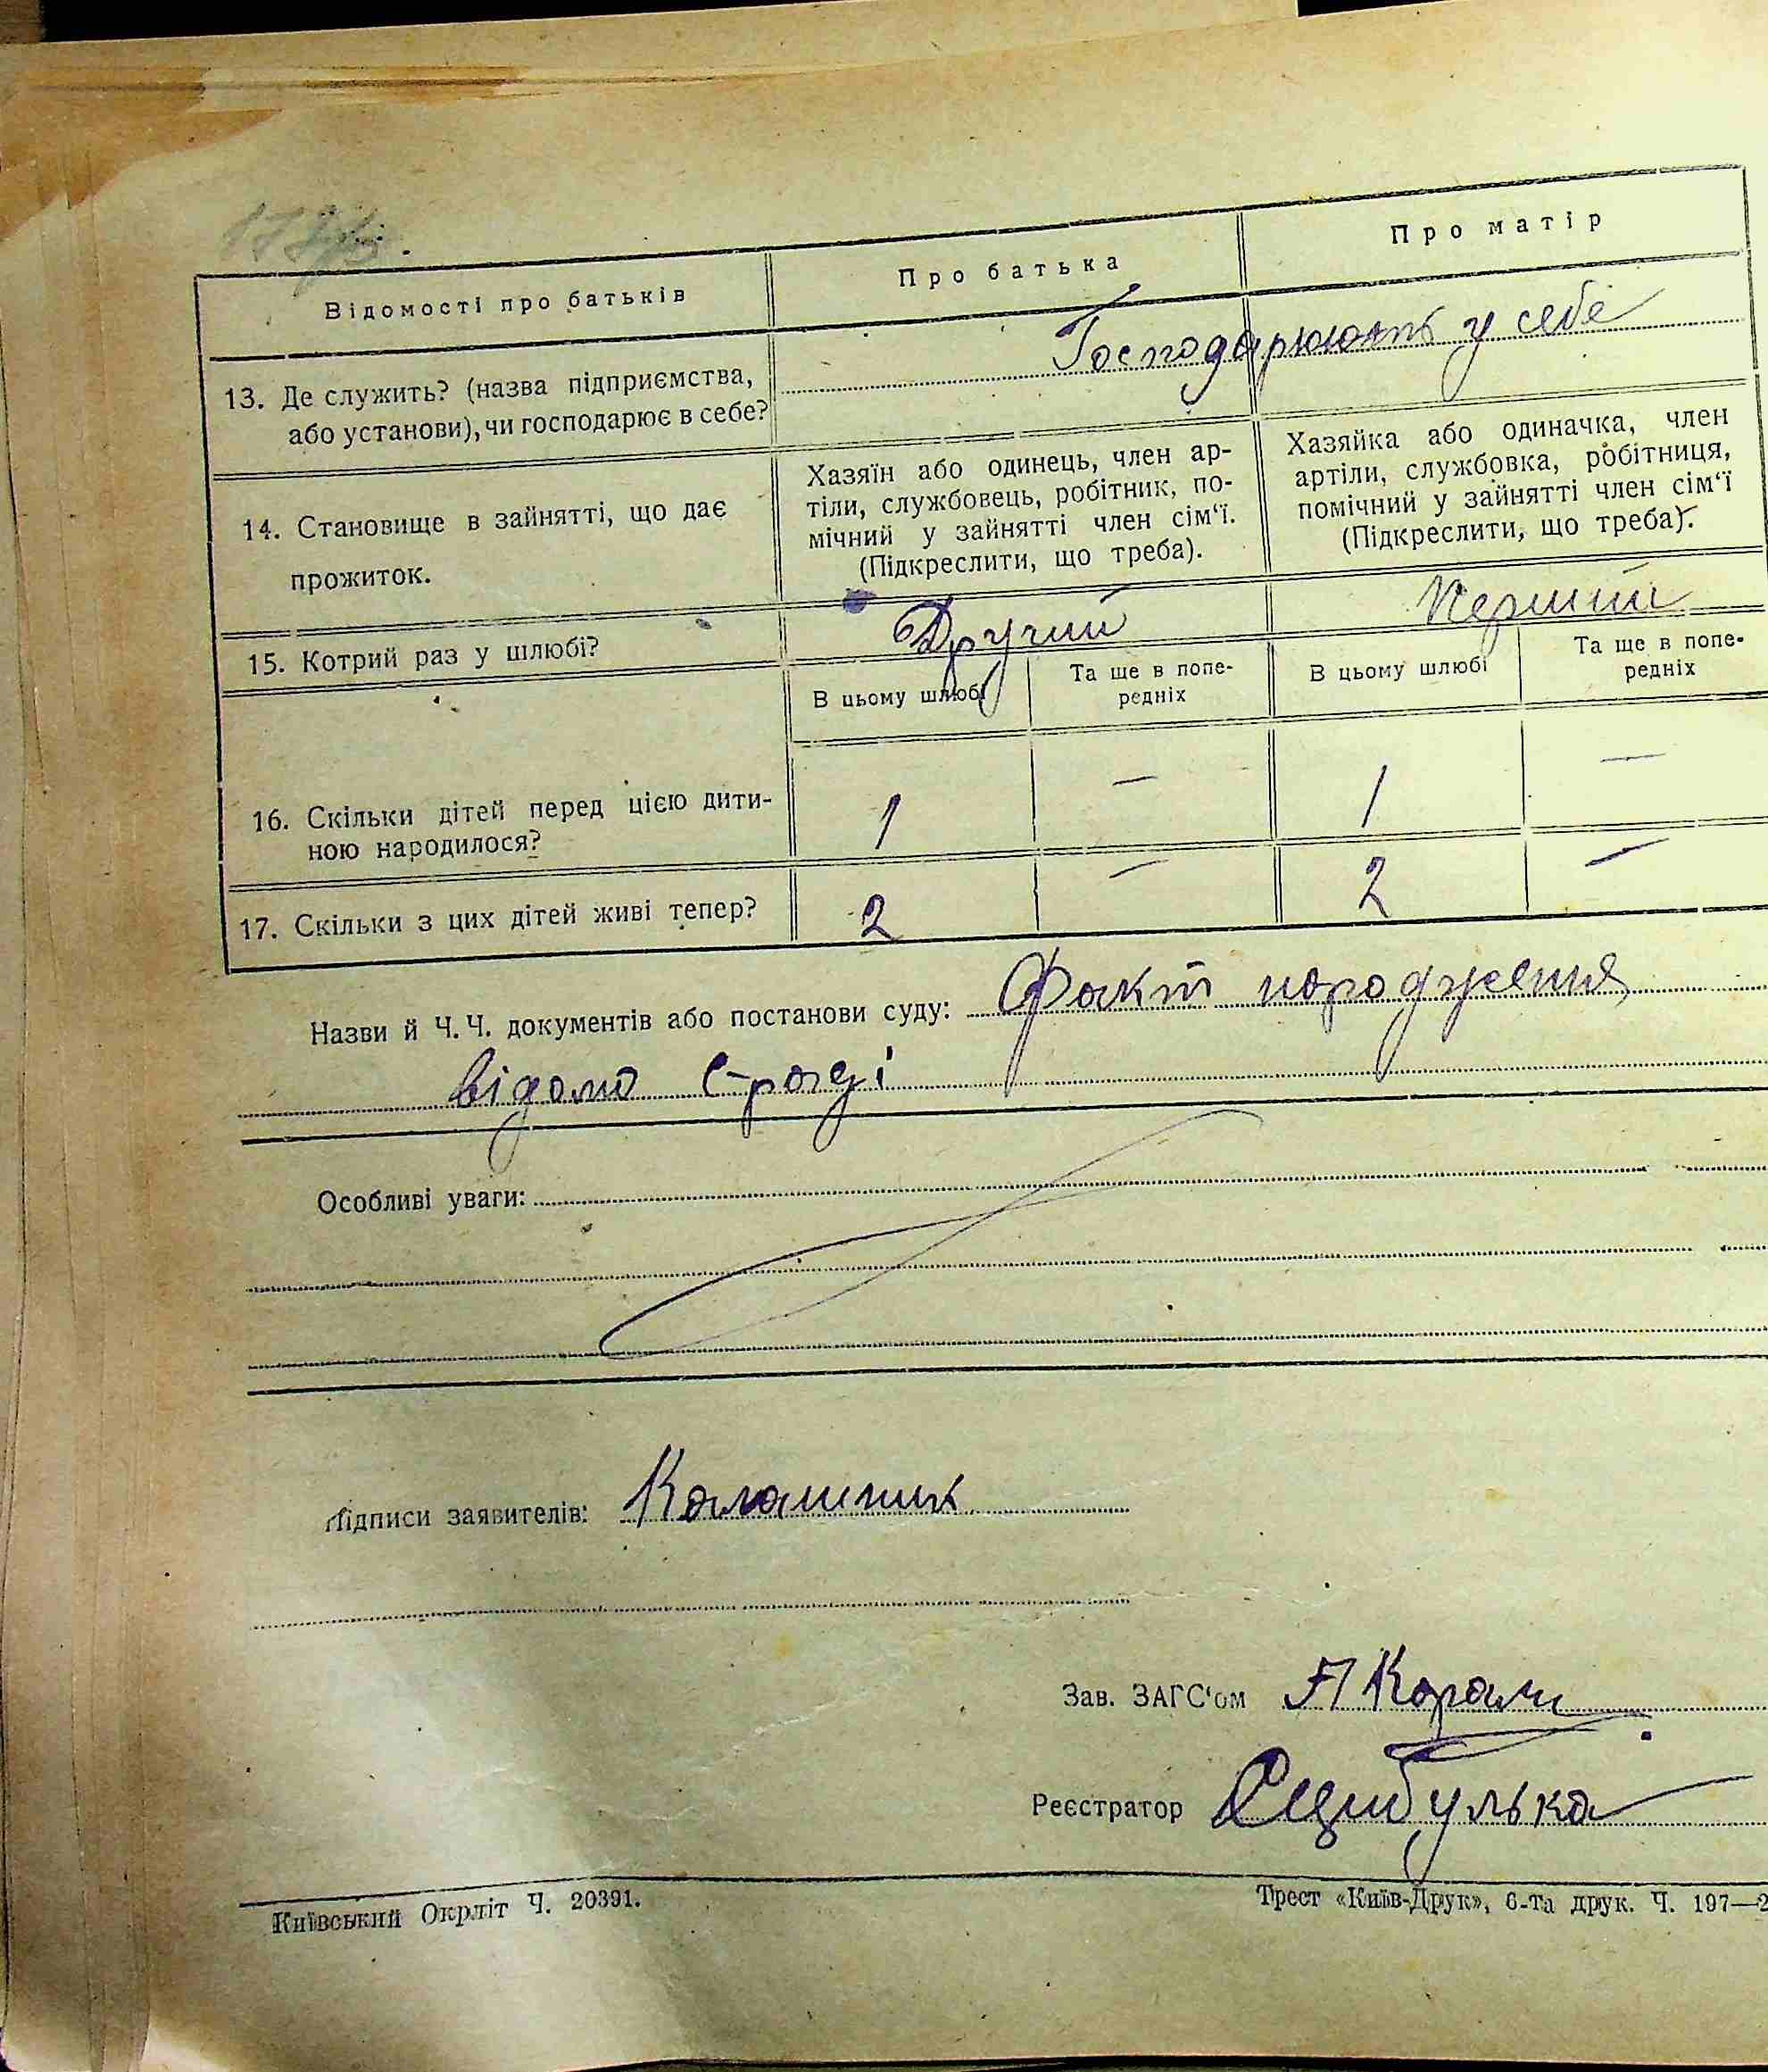 Відомості про батьків
Про батька
Про матір
13. Де служить? (назва підприємства,
або установи), чи господарює в себе?
Господарюють у себе
14. Становище в зайнятті, що дає
прожиток.
Хазяїн або одинець, член ар-
тіли, службовець, робітник, по-
мічний у зайнятті член сім‘ї.
(Підкреслити, що треба).
Хазяйка або одиначка, член
артіли, службовка, робітниця,
помічний у зайнятті член сім‘ї
(Підкреслити, що треба).
15. Котрий раз у шлюбі?
Другий
Перший
В цьому шлюбі
Та ще в попе-
редніх
В цьому шлюбі
Та ще в попе-
редніх
16. Скільки дітей перед цією дити-
ною народилося?
1 — 1 —
17. Скільки з цих дітей живі тепер?
2 — 2 —
Назви й Ч. Ч. документів або постанови суду: Факт народження
відомо С-раді
Особливі уваги:
Підписи заявителів: Калашник
Зав. ЗАГС‘ом
Реєстратор Цибулька
Київський Окрліт Ч. 20391.
Трест «Київ-Друк», 6-та друк. Ч. 197—2